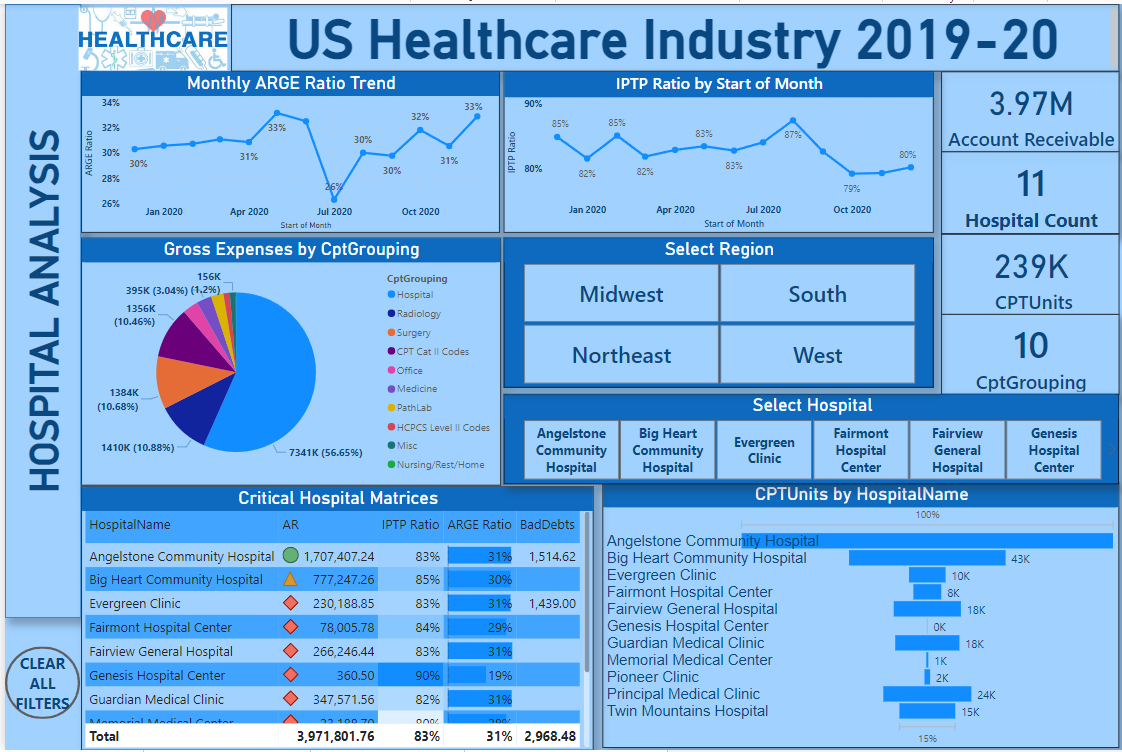 HEALTHCARE
US Healthcare Industry 2019-20
HOSPITAL ANALYSIS
CLEAR
ALL
FILTERS
Monthly ARGE Ratio Trend
ARGE Ratio
34%
32%
30%
28%
26%
30%
31%
33%
26%
30%
30%
32%
31%
33%
Jan 2020
Apr 2020
Jul 2020
Oct 2020
Start of Month
IPTP Ratio by Start of Month
IPTP Ratio
90%
80%
85%
82%
85%
82%
83%
83%
87%
79%
80%
Jan 2020
Apr 2020
Jul 2020
Oct 2020
Start of Month
3.97M
Account Receivable
11
Hospital Count
239K
CPTUnits
10
CptGrouping
Gross Expenses by CptGrouping
156K
(1.2%)
395K (3.04%)
1356K
(10.46%)
1384K
(10.68%)
1410K (10.88%)
7341K (56.65%)
CptGrouping
Hospital
Radiology
Surgery
CPT Cat II Codes
Office
Medicine
PathLab
HCPCS Level II Codes
Misc
Nursing/Rest/Home
Select Region
Midwest
South
Northeast
West
Select Hospital
Angelstone
Community
Hospital
Big Heart
Community
Hospital
Evergreen
Clinic
Fairmont
Hospital
Center
Fairview
General
Hospital
Genesis
Hospital
Center
Critical Hospital Matrices
HospitalName AR IPTP Ratio ARGE Ratio BadDebts
Angelstone Community Hospital 1,707,407.24 83% 31% 1,514.62
Big Heart Community Hospital 777,247.26 85% 30%
Evergreen Clinic 230,188.85 83% 31% 1,439.00
Fairmont Hospital Center 78,005.78 84% 29%
Fairview General Hospital 266,246.44 83% 31%
Genesis Hospital Center 360.50 90% 19%
Guardian Medical Clinic 347,571.56 82% 31%
Memorial Medical Center
Total 3,971,801.76 83% 31% 2,968.48
CPTUnits by HospitalName
100%
Angelstone Community Hospital
Big Heart Community Hospital 43K
Evergreen Clinic 10K
Fairmont Hospital Center 8K
Fairview General Hospital 18K
Genesis Hospital Center 0K
Guardian Medical Clinic 18K
Memorial Medical Center 1K
Pioneer Clinic 2K
Principal Medical Clinic 24K
Twin Mountains Hospital 15K
15%